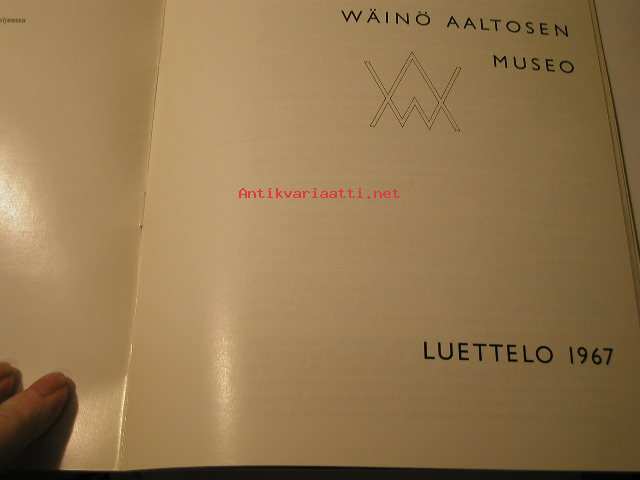 WÄINÖ AALTOSEN
MUSEO
Antikvariaatti.net
LUETTELO 1967